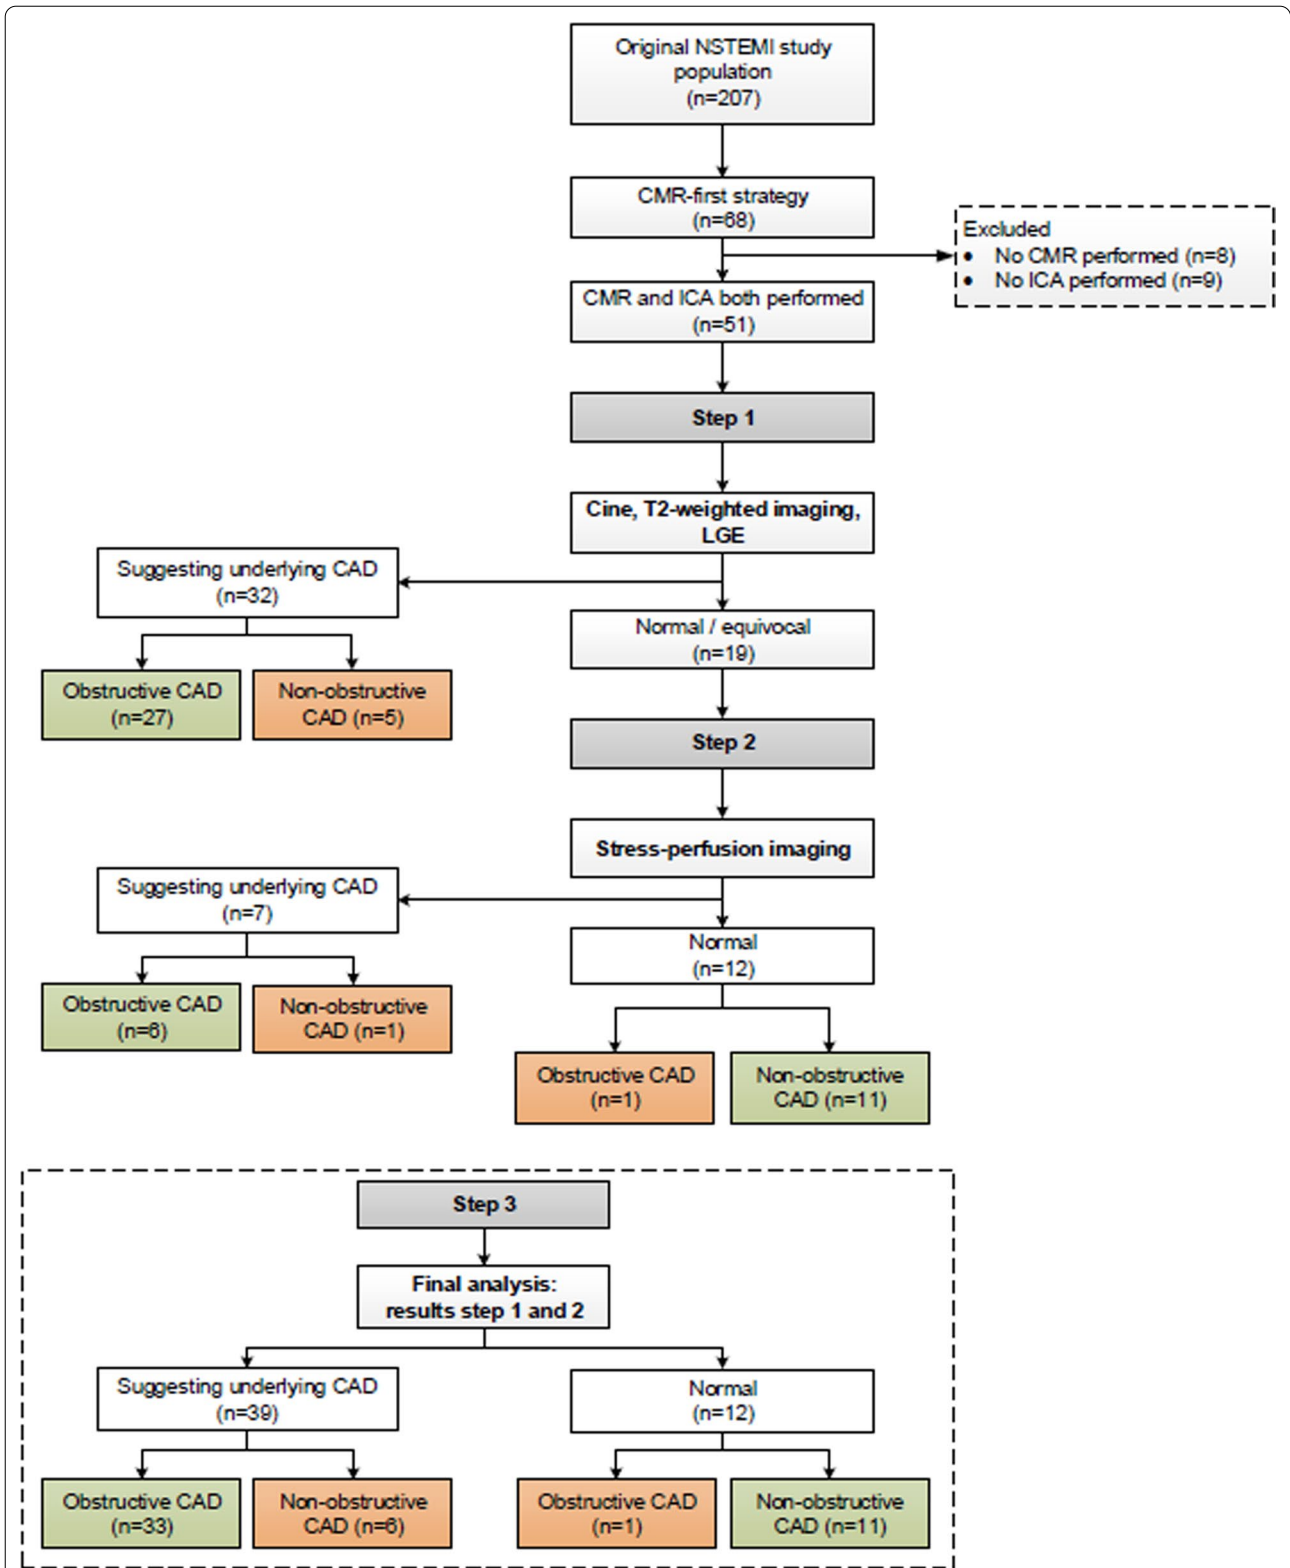 Original NSTEMI study
population
(n=207)
CMR-first strategy
(n=68)
Excluded
• No CMR performed (n=8)
• No ICA performed (n=9)
CMR and ICA both performed
(n=51)
Step 1
Cine, T2-weighted imaging,
LGE
Suggesting underlying CAD
(n=32)
Normal / equivocal
(n=19)
Obstructive CAD
(n=27)
Non-obstructive
CAD (n=5)
Step 2
Stress-perfusion imaging
Suggesting underlying CAD
(n=7)
Normal
(n=12)
Obstructive CAD
(n=6)
Non-obstructive
CAD (n=1)
Obstructive CAD
(n=1)
Non-obstructive
CAD (n=11)
Step 3
Final analysis:
results step 1 and 2
Suggesting underlying CAD
(n=39)
Normal
(n=12)
Obstructive CAD
(n=33)
Non-obstructive
CAD (n=6)
Obstructive CAD
(n=1)
Non-obstructive
CAD (n=11)